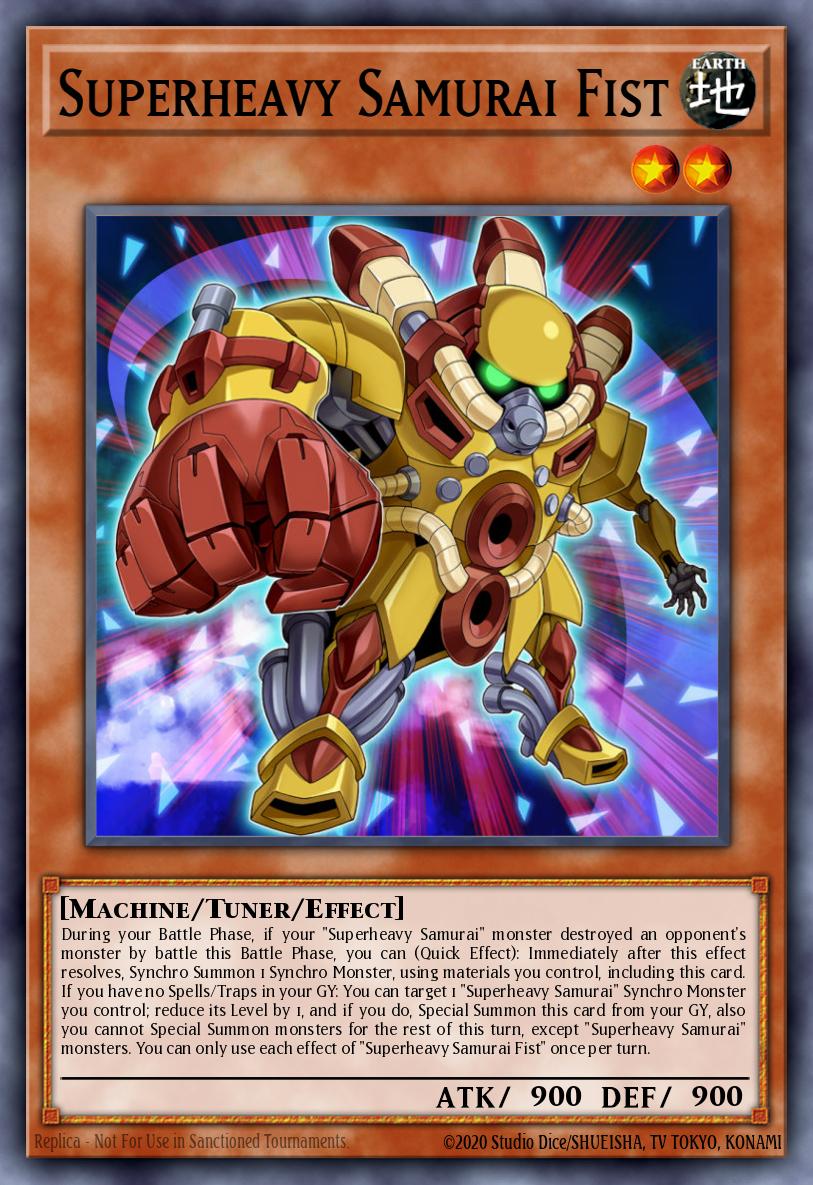 Superheavy Samurai Fist
EARTH
地
[Machine/Tuner/Effect]
During your Battle Phase, if your "Superheavy Samurai" monster destroyed an opponent's
monster by battle this Battle Phase, you can (Quick Effect): Immediately after this effect
resolves, Synchro Summon 1 Synchro Monster, using materials you control, including this card.
If you have no Spells/Traps in your GY: You can target 1 "Superheavy Samurai" Synchro Monster
you control; reduce its Level by 1, and if you do, Special Summon this card from your GY, also
you cannot Special Summon monsters for the rest of this turn, except "Superheavy Samurai"
monsters. You can only use each effect of "Superheavy Samurai Fist" once per turn.
ATK/ 900 DEF/ 900
Replica - Not For Use in Sanctioned Tournaments.
©2020 Studio Dice/SHUEISHA, TV TOKYO, KONAMI